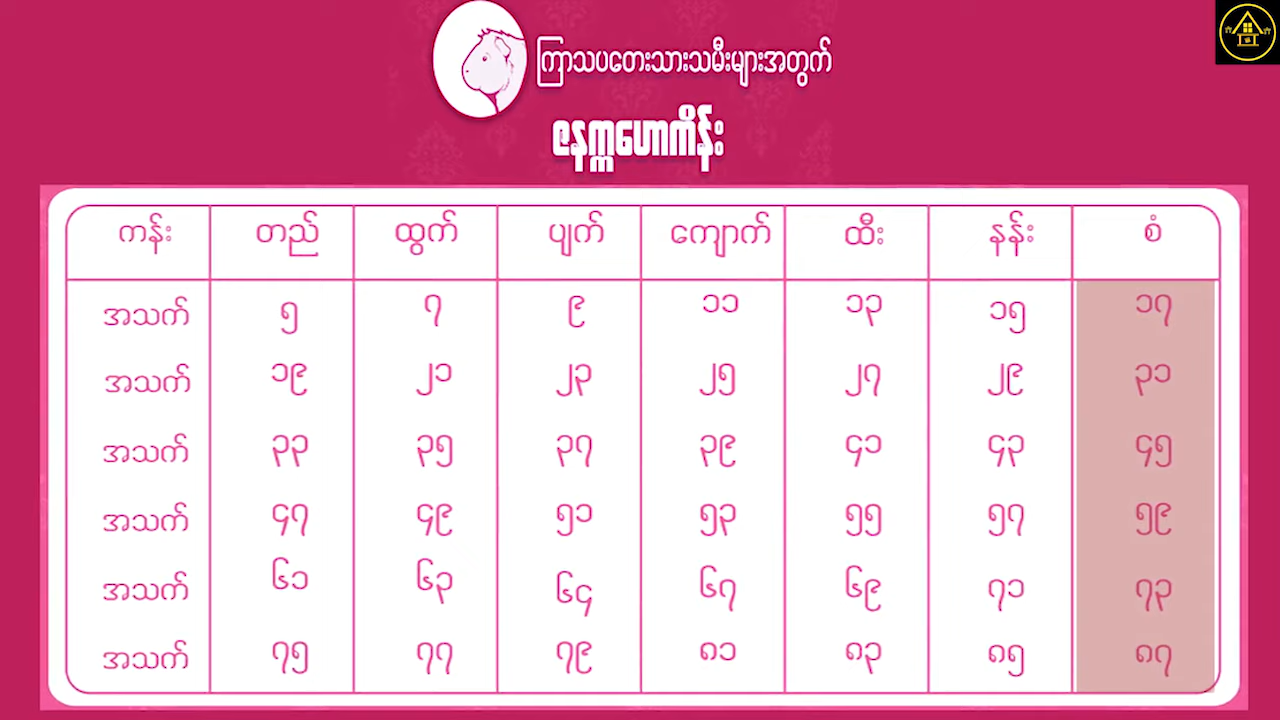 ကြာသပတေးသားသမီးများအတွက်
ဇနက္ကဟောကိန်း
ကန်း တည် ထွက် ပျက် ကျောက် ထီး နန်း စံ
အသက် ၅ ၇ ၉ ၁၁ ၁၃ ၁၅ ၁၇
အသက် ၁၉ ၂၁ ၂၃ ၂၅ ၂၇ ၂၉ ၃၁
အသက် ၃၃ ၃၅ ၃၇ ၃၉ ၄၁ ၄၃ ၄၅
အသက် ၄၇ ၄၉ ၅၁ ၅၃ ၅၅ ၅၇ ၅၉
အသက် ၆၁ ၆၃ ၆၄ ၆၇ ၆၉ ၇၁ ၇၃
အသက် ၇၅ ၇၇ ၇၉ ၈၁ ၈၃ ၈၅ ၈၇